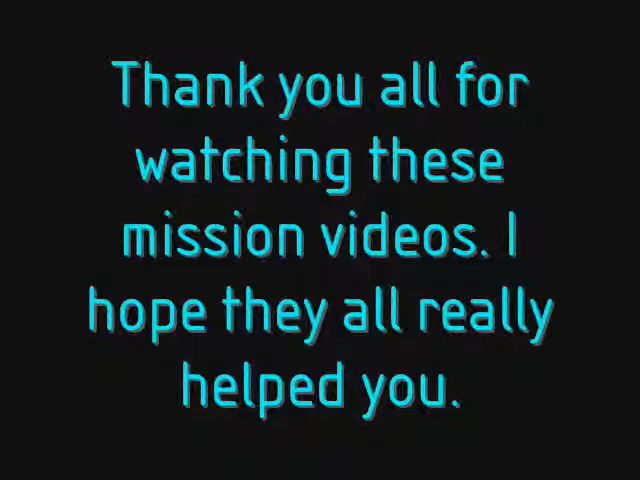 Thank you all for
watching these
mission videos. I
hope they all really
helped you.